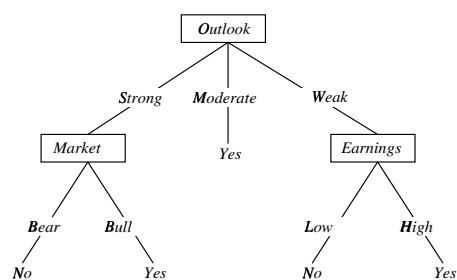 Outlook
Strong Moderate Weak
Market Yes Earnings
Bear Bull Low High
No Yes No Yes